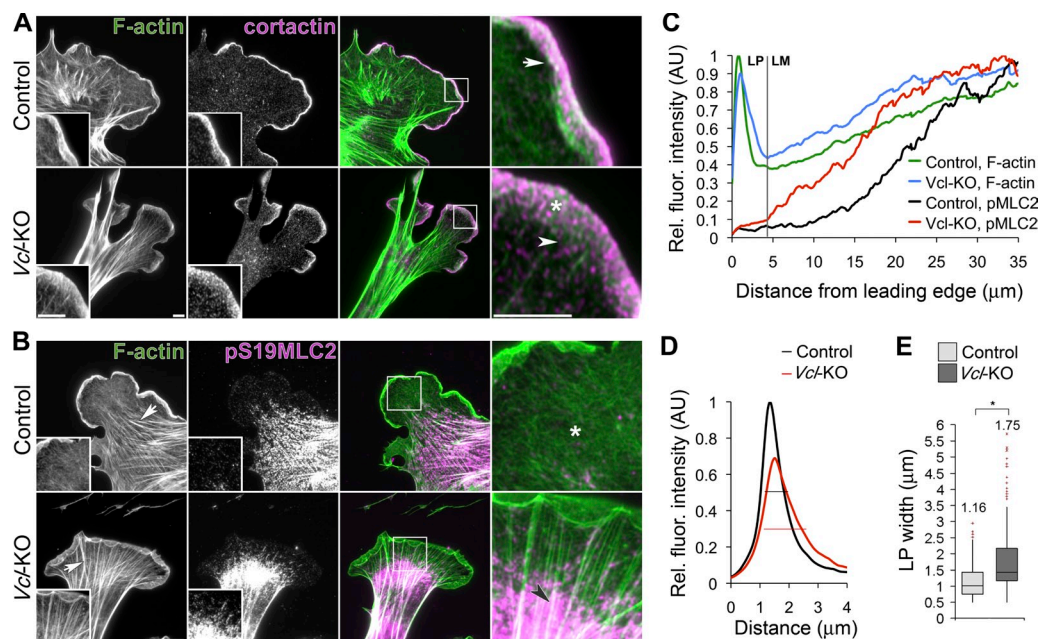 A
F-actin
cortactin
Control
Vcl-KO
B
F-actin
pS19MLC2
Control
Vcl-KO
C
Rel. fluor. intensity (AU)
1
0.9
0.8
0.7
0.6
0.5
0.4
0.3
0.2
0.1
0
LP LM
Control, F-actin
Vcl-KO, F-actin
Control, pMLC2
Vcl-KO, pMLC2
0 5 10 15 20 25 30 35
Distance from leading edge (μm)
D
Control
Vcl-KO
Rel. fluor. intensity (AU)
1
0.8
0.6
0.4
0.2
0
0 1 2 3 4
Distance (μm)
E
Control
Vcl-KO
*
LP width (μm)
6
5.5
5
4.5
4
3.5
3
2.5
2
1.5
1
0.5
0
1.16
1.75